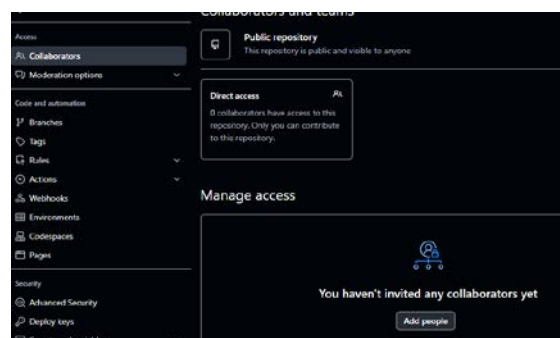 Collaborators and teams
Access
Collaborators
Moderation options
Code and automation
Branches
Tags
Rules
Actions
Webhooks
Environments
Codespaces
Pages
Security
Advanced Security
Deploy keys
Public repository
This repository is public and visible to anyone
Direct access
0 collaborators have access to this
repository. Only you can contribute
to this repository.
Manage access
You haven't invited any collaborators yet
Add people